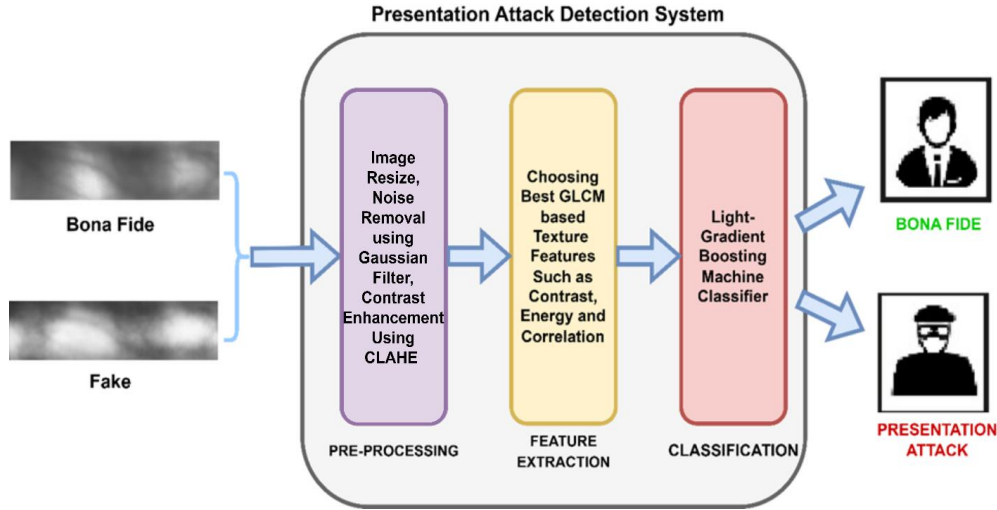 Presentation Attack Detection System
Bona Fide
Fake
Image
Resize,
Noise
Removal
using
Gaussian
Filter,
Contrast
Enhancement
Using
CLAHE
PRE-PROCESSING
Choosing
Best GLCM
based
Texture
Features
Such as
Contrast,
Energy and
Correlation
FEATURE
EXTRACTION
Light-
Gradient
Boosting
Machine
Classifier
CLASSIFICATION
BONA FIDE
PRESENTATION
ATTACK